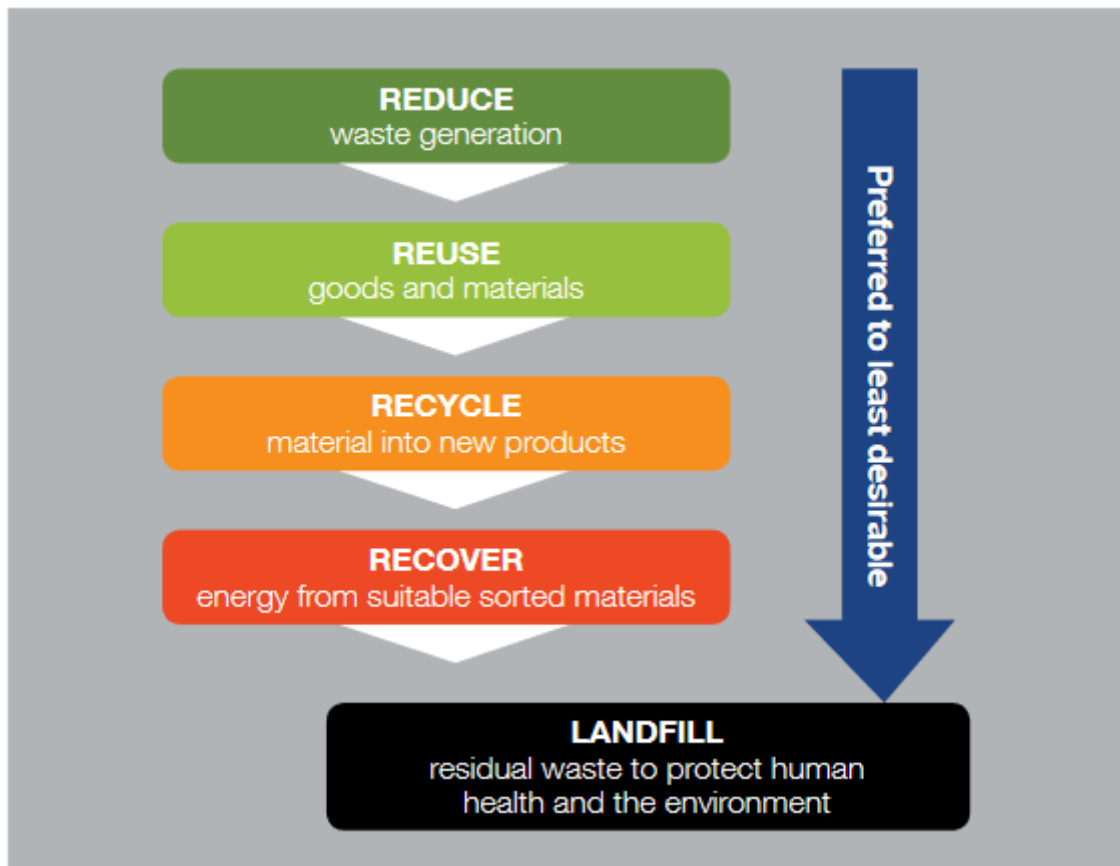 REDUCE
waste generation
REUSE
goods and materials
RECYCLE
material into new products
RECOVER
energy from suitable sorted materials
LANDFILL
residual waste to protect human
health and the environment
Preferred to least desirable